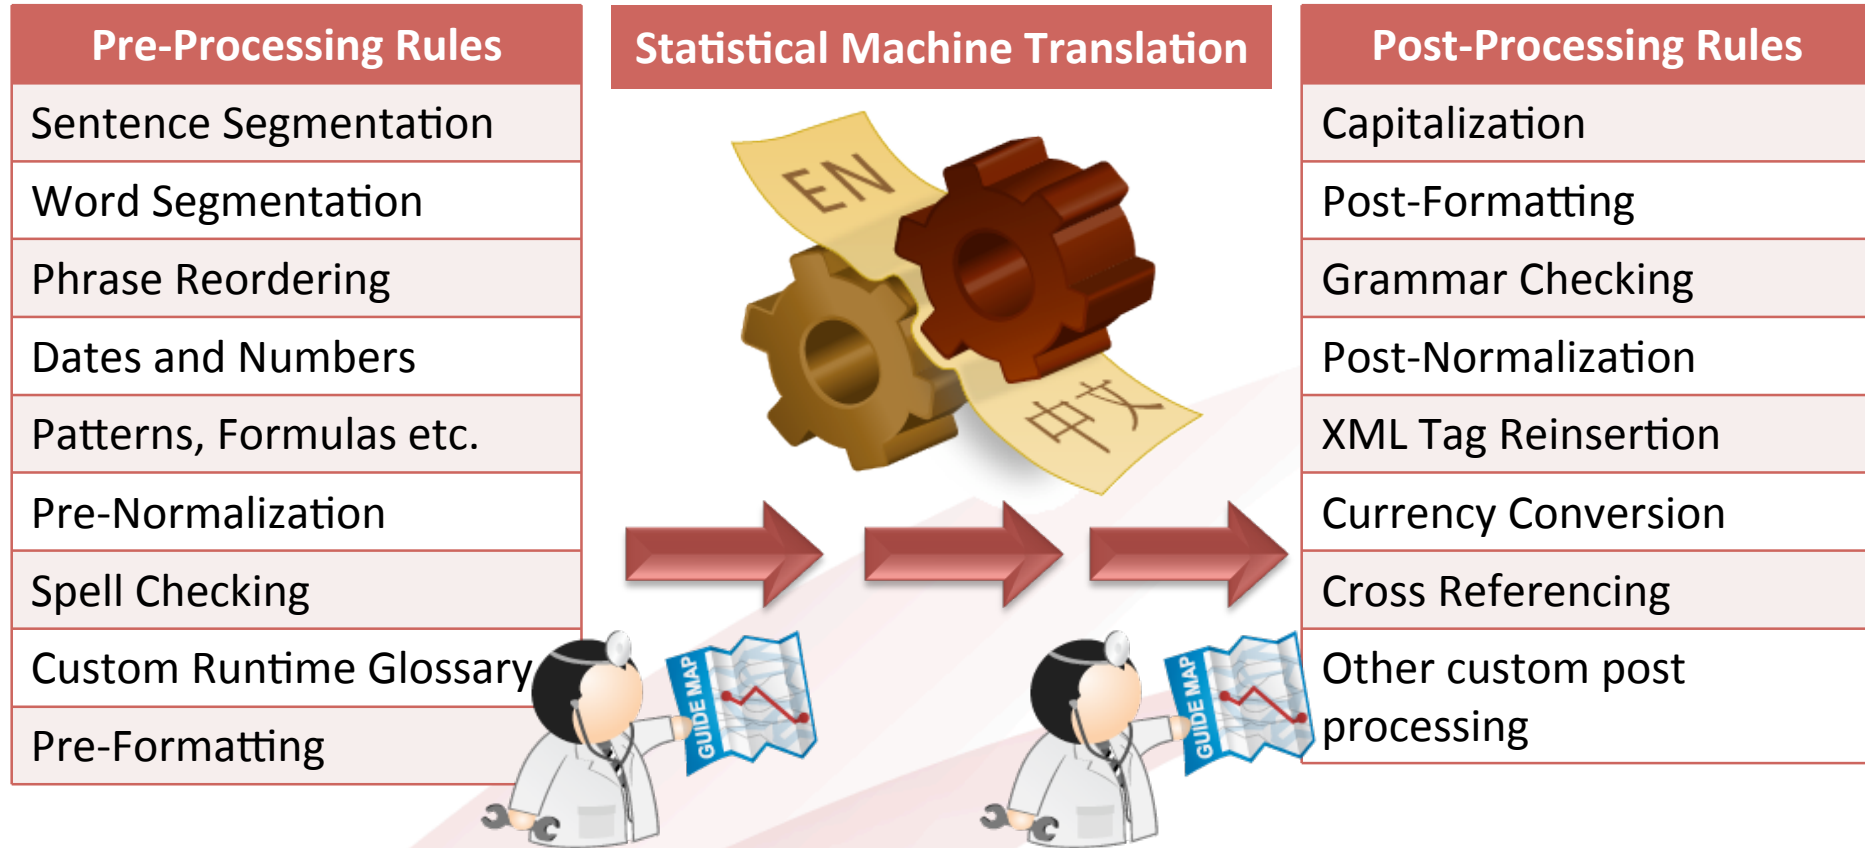 Pre-Processing Rules
Sentence Segmentation
Word Segmentation
Phrase Reordering
Dates and Numbers
Patterns, Formulas etc.
Pre-Normalization
Spell Checking
Custom Runtime Glossary
Pre-Formatting
Statistical Machine Translation
EN
中文
GUIDE MAP
GUIDE MAP
Post-Processing Rules
Capitalization
Post-Formatting
Grammar Checking
Post-Normalization
XML Tag Reinsertion
Currency Conversion
Cross Referencing
Other custom post
processing